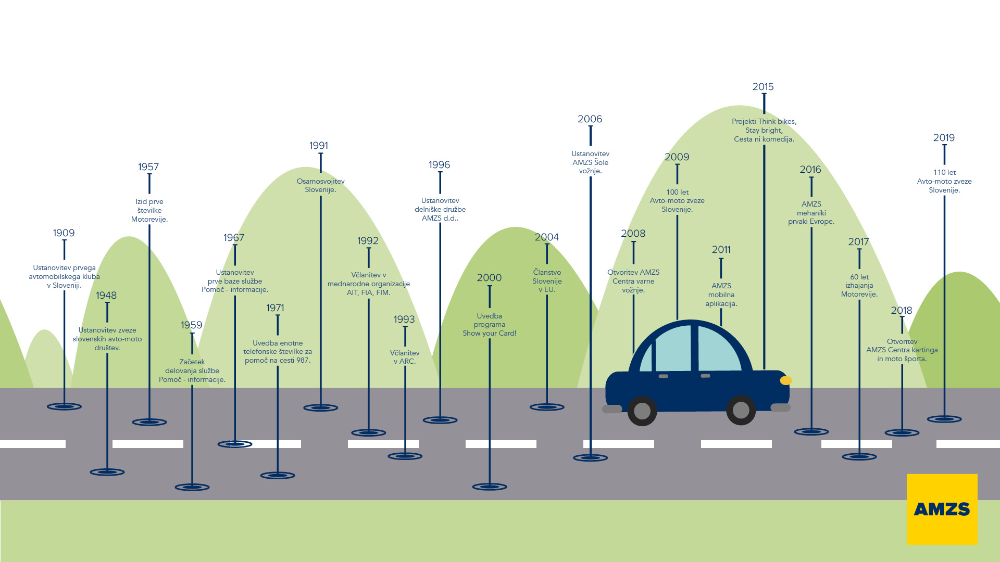 1909
Ustanovitev prvega
avtomobilskega kluba
v Sloveniji.
1948
Ustanovitev zveze
slovenskih avto-moto
društev.
1957
Izid prve
številke
Motorevije.
1959
Začetek
delovanja službe
Pomoč - informacije.
1967
Ustanovitev
prve baze službe
Pomoč - informacije.
1971
Uvedba enotne
telefonske številke za
pomoč na cesti 987.
1991
Osamosvojitev
Slovenije.
1992
Včlanitev v
mednarodne organizacije
AIT, FIA, FIM.
1993
Včlanitev
v ARC.
1996
Ustanovitev
delniške družbe
AMZS d.d..
2000
Uvedba
programa
Show your Card!
2004
Članstvo
Slovenije
v EU.
2006
Ustanovitev
AMZS Šole
vožnje.
2008
Otvoritev AMZS
Centra varne
vožnje.
2009
100 let
Avto-moto zveze
Slovenije.
2011
AMZS
mobilna
aplikacija.
2015
Projekti Think bikes,
Stay bright,
Cesta ni komedija.
2016
AMZS
mehaniki
prvaki Evrope.
2017
60 let
izhajanja
Motorevije.
2018
Otvoritev
AMZS Centra kartinga
in moto športa.
2019
110 let
Avto-moto zveze
Slovenije.
AMZS